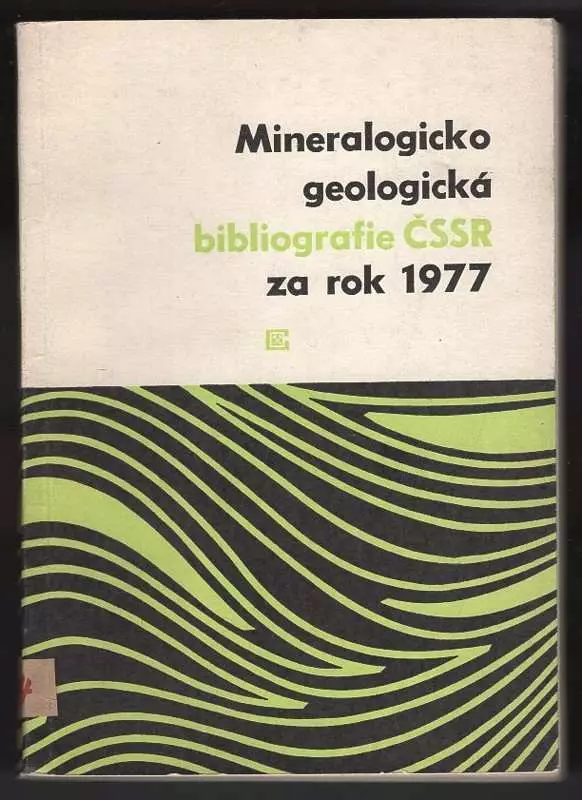 Mineralogicko
geologická
bibliografie ČSSR
za rok 1977